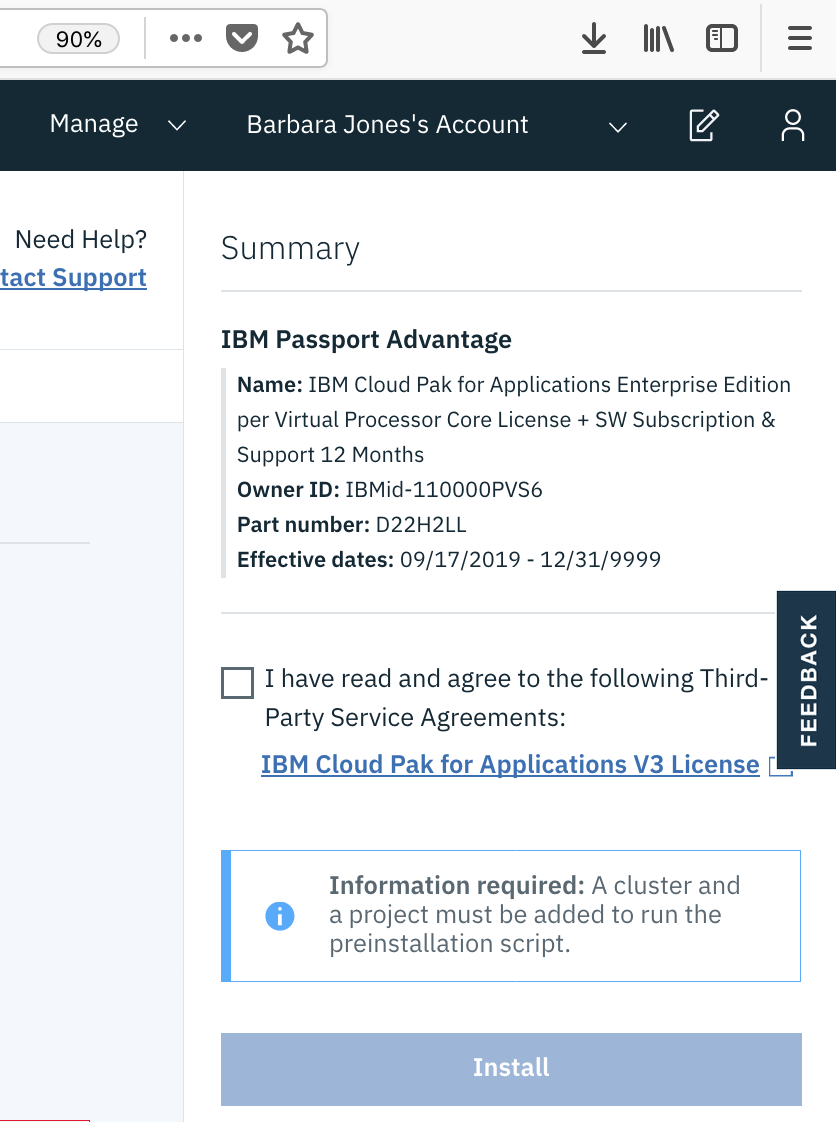 90%
Manage
Barbara Jones's Account
Need Help?
tact Support
Summary
IBM Passport Advantage
Name: IBM Cloud Pak for Applications Enterprise Edition
per Virtual Processor Core License + SW Subscription &
Support 12 Months
Owner ID: IBMid-110000PVS6
Part number: D22H2LL
Effective dates: 09/17/2019 - 12/31/9999
FEEDBACK
I have read and agree to the following Third-
Party Service Agreements:
IBM Cloud Pak for Applications V3 License
Information required: A cluster and
a project must be added to run the
preinstallation script.
Install